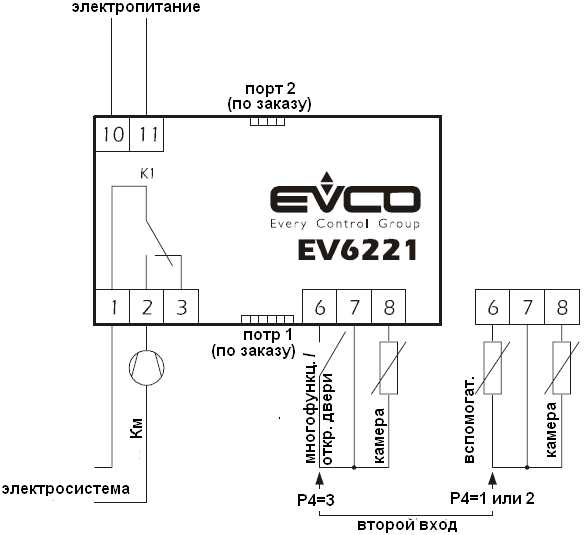 электропитание
порт 2
(по заказу)
10 11
K1
EVCO
Every Control Group
EV6221
1 2 3
6 7 8
6 7 8
потр 1
(по заказу)
многофункц. /
откр. двери
камера
вспомогат.
камера
Км
электросистема
P4=3
P4=1 или 2
второй вход